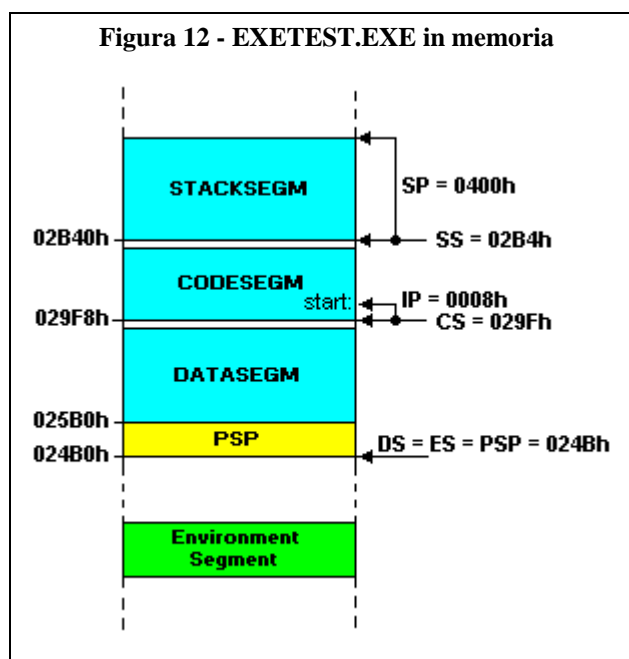 Figura 12 - EXETEST.EXE in memoria
STACKSEGM
SP = 0400h
02B40h
SS = 02B4h
CODESEGM
start:
IP = 0008h
029F8h
CS = 029Fh
DATASEGM
025B0h
PSP
024B0h
DS = ES = PSP = 024Bh
Environment
Segment